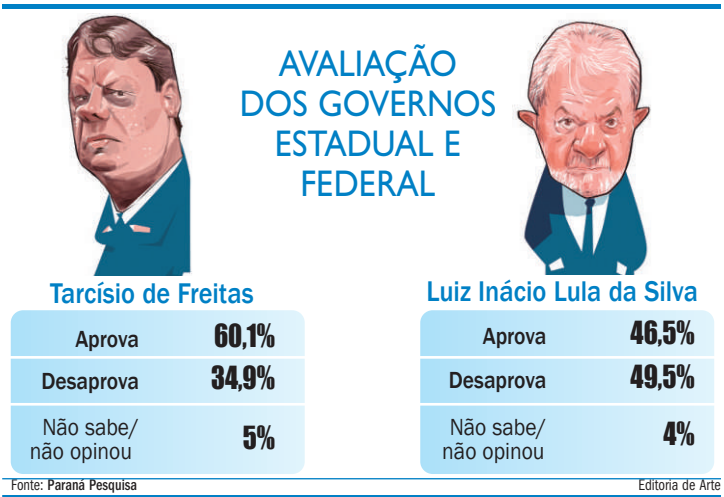 AVALIAÇÃO
DOS GOVERNOS
ESTADUAL E
FEDERAL
Tarcísio de Freitas
Aprova 60,1%
Desaprova 34,9%
Não sabe/
não opinou 5%
Luiz Inácio Lula da Silva
Aprova 46,5%
Desaprova 49,5%
Não sabe/
não opinou 4%
Fonte: Paraná Pesquisa
Editoria de Arte